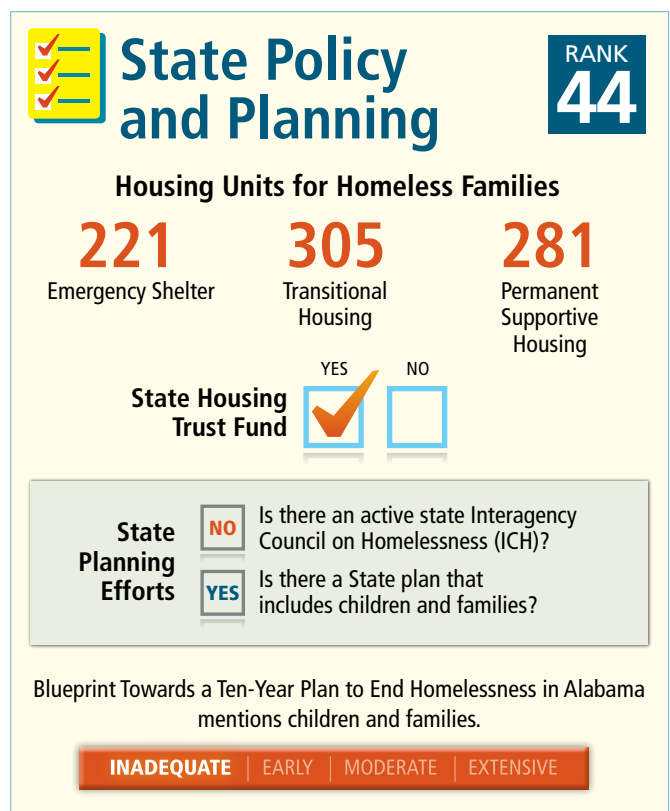 State Policy
and Planning
RANK
44
Housing Units for Homeless Families
221
Emergency Shelter
305
Transitional
Housing
281
Permanent
Supportive
Housing
YES NO
State Housing
Trust Fund
State
Planning
Efforts
NO
Is there an active state Interagency
Council on Homelessness (ICH)?
YES
Is there a State plan that
includes children and families?
Blueprint Towards a Ten-Year Plan to End Homelessness in Alabama
mentions children and families.
INADEQUATE | EARLY | MODERATE | EXTENSIVE